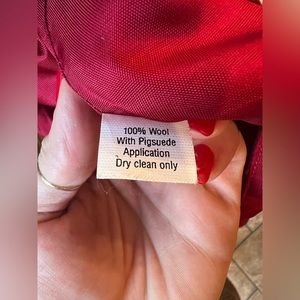 100% Wool
With Pigsuede
Application
Dry clean only